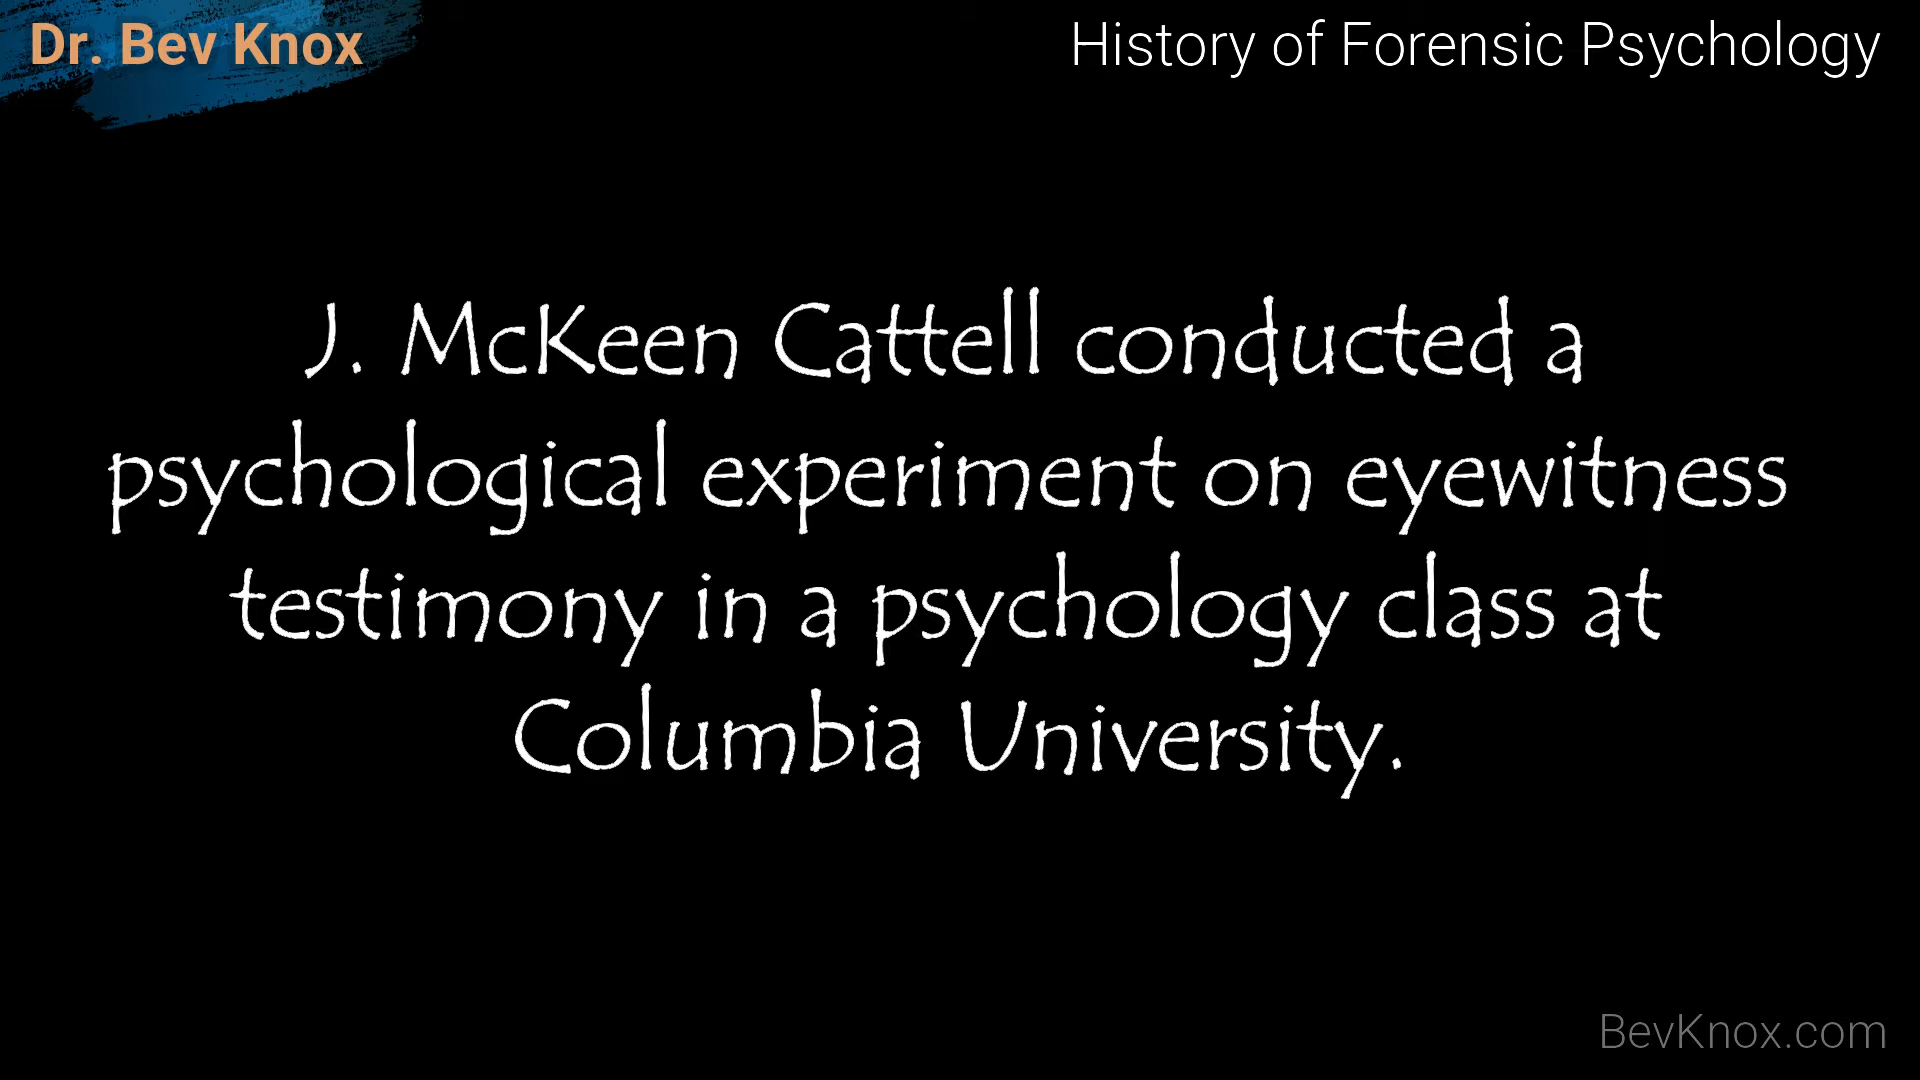 Dr. Bev Knox
History of Forensic Psychology
J. McKeen Cattell conducted a
psychological experiment on eyewitness
testimony in a psychology class at
Columbia University.
BevKnox.com